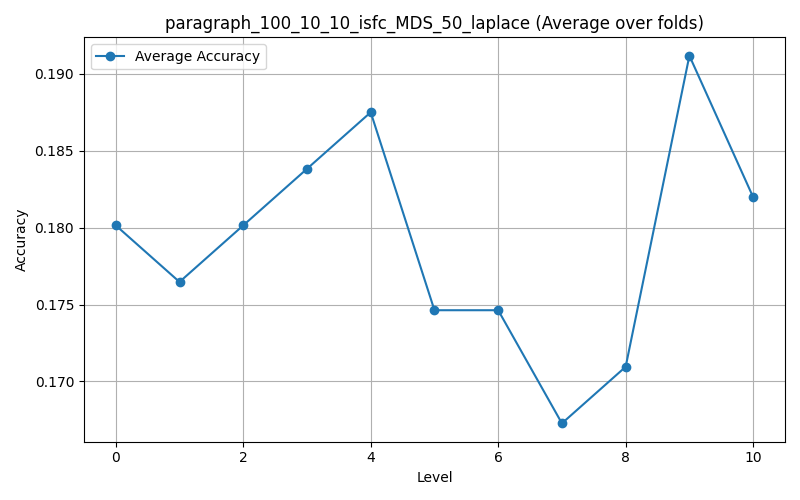 paragraph_100_10_10_isfc_MDS_50_laplace (Average over folds)
Average Accuracy
Accuracy
0.190
0.185
0.180
0.175
0.170
0 2 4 6 8 10
Level